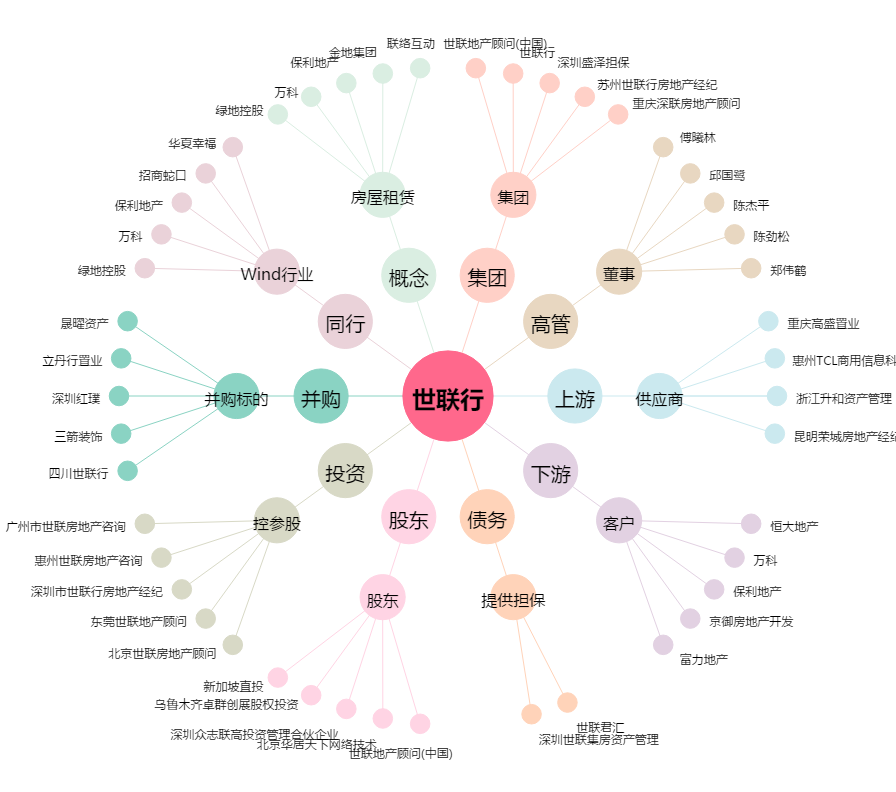 联络互动
世联地产顾问(中国)
金地集团
世联行
保利地产
深圳盛泽担保
苏州世联行房地产经纪
万科
重庆深联房地产顾问
绿地控股
傅曦林
华夏幸福
招商蛇口
邱国鹭
房屋租赁
集团
保利地产
陈杰平
万科
陈劲松
绿地控股
Wind行业
概念
集团
董事
郑伟鹤
晟曜资产
同行
高管
重庆高盛置业
立丹行置业
惠州TCL商用信息科
深圳红璞
并购标的
并购
世联行
上游
供应商
浙江升和资产管理
三箭装饰
昆明荣城房地产经纪
四川世联行
投资
下游
广州市世联房地产咨询
控参股
股东
债务
客户
恒大地产
惠州世联房地产咨询
万科
深圳市世联行房地产经纪
股东
提供担保
保利地产
东莞世联地产顾问
京御房地产开发
北京世联房地产顾问
富力地产
新加坡直投
乌鲁木齐卓群创展股权投资
世联君汇
深圳众志联高投资管理合伙企业
深圳世联集房资产管理
北京华居天下网络技术
世联地产顾问(中国)